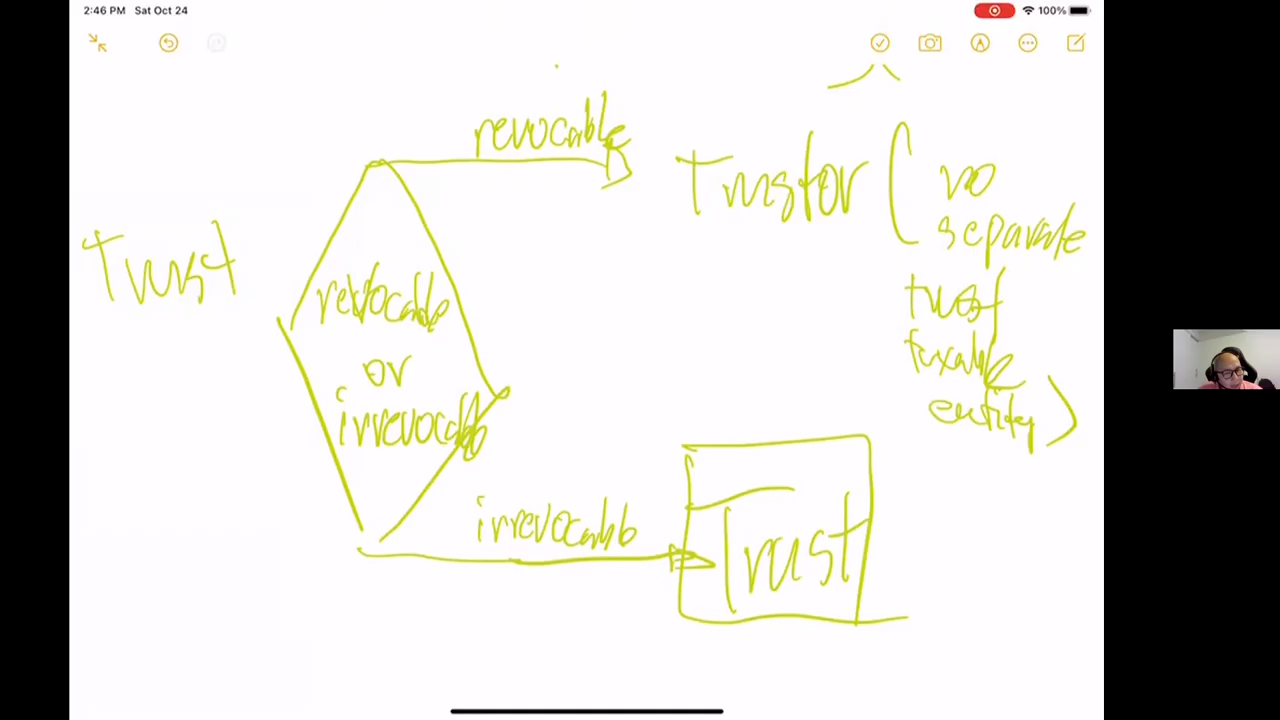 2:46 PM Sat Oct 24
100%
revocable
Trust
revocable
or
irrevocable
Trustor (no
separate
trust
taxable
entity)
irrevocable
Trust